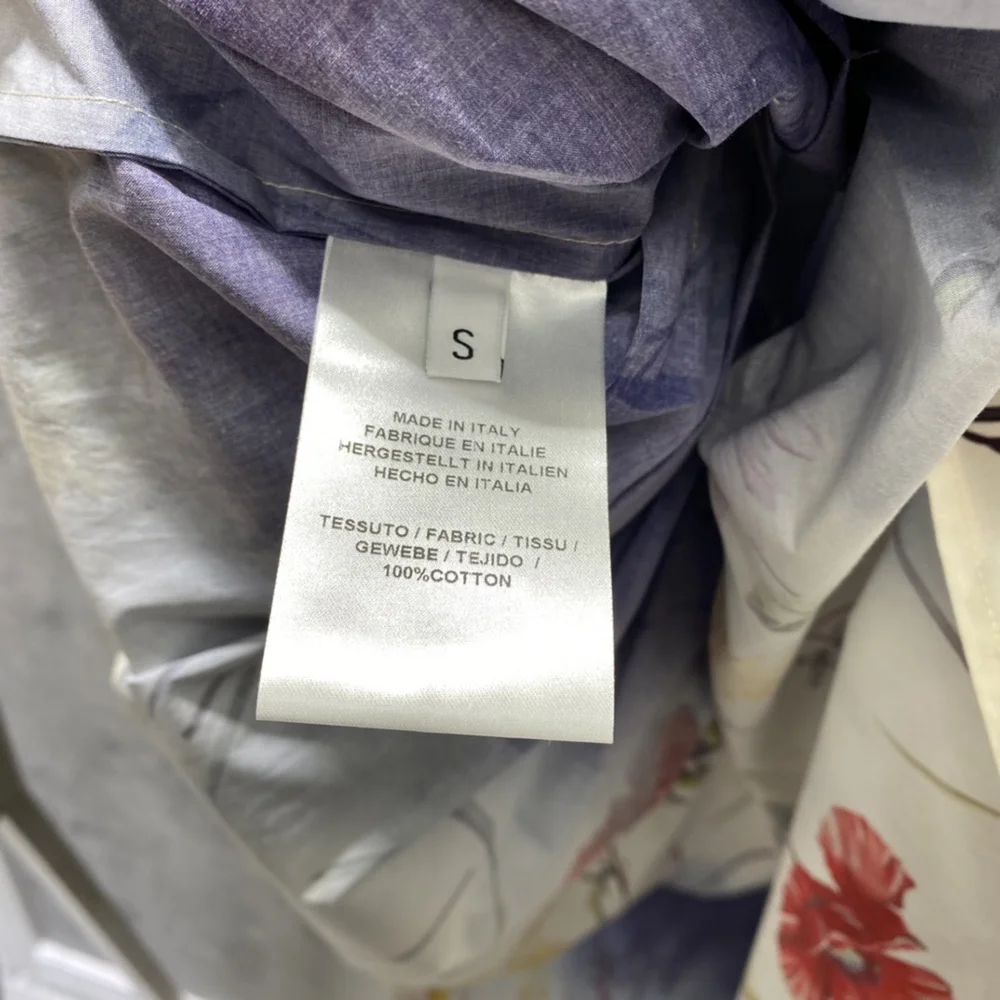 S
MADE IN ITALY
FABRIQUE EN ITALIE
HERGESTELLT IN ITALIEN
HECHO EN ITALIA
TESSUTO / FABRIC / TISSU /
GEWEBE / TEJIDO /
100%COTTON